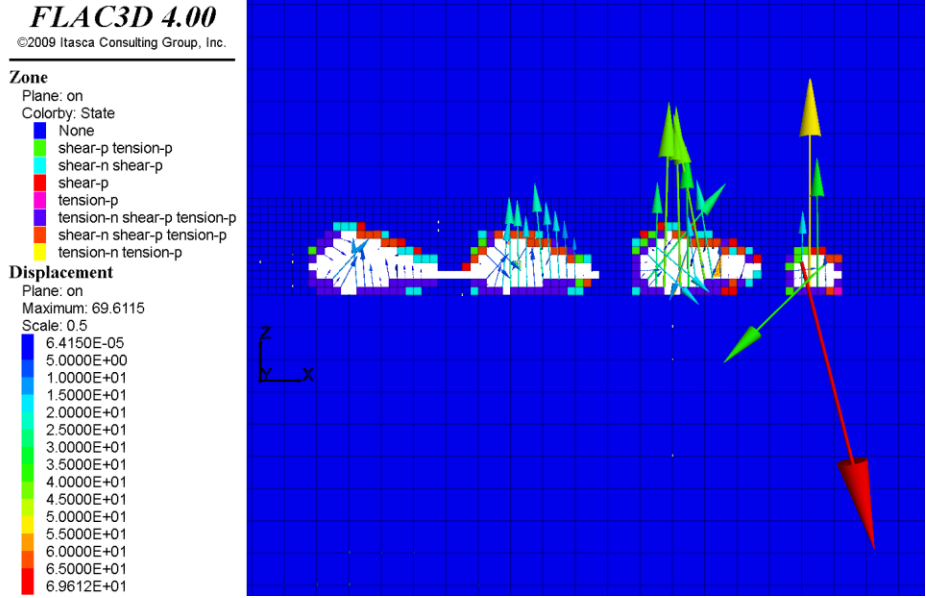 FLAC3D 4.00
©2009 Itasca Consulting Group, Inc.
Zone
Plane: on
Colorby: State
None
shear-p tension-p
shear-n shear-p
shear-p
tension-p
tension-n shear-p tension-p
shear-n shear-p tension-p
tension-n tension-p
Displacement
Plane: on
Maximum: 69.6115
Scale: 0.5
6.4150E-05
5.0000E+00
1.0000E+01
1.5000E+01
2.0000E+01
2.5000E+01
3.0000E+01
3.5000E+01
4.0000E+01
4.5000E+01
5.0000E+01
5.5000E+01
6.0000E+01
6.5000E+01
6.9612E+01
Z
Y X